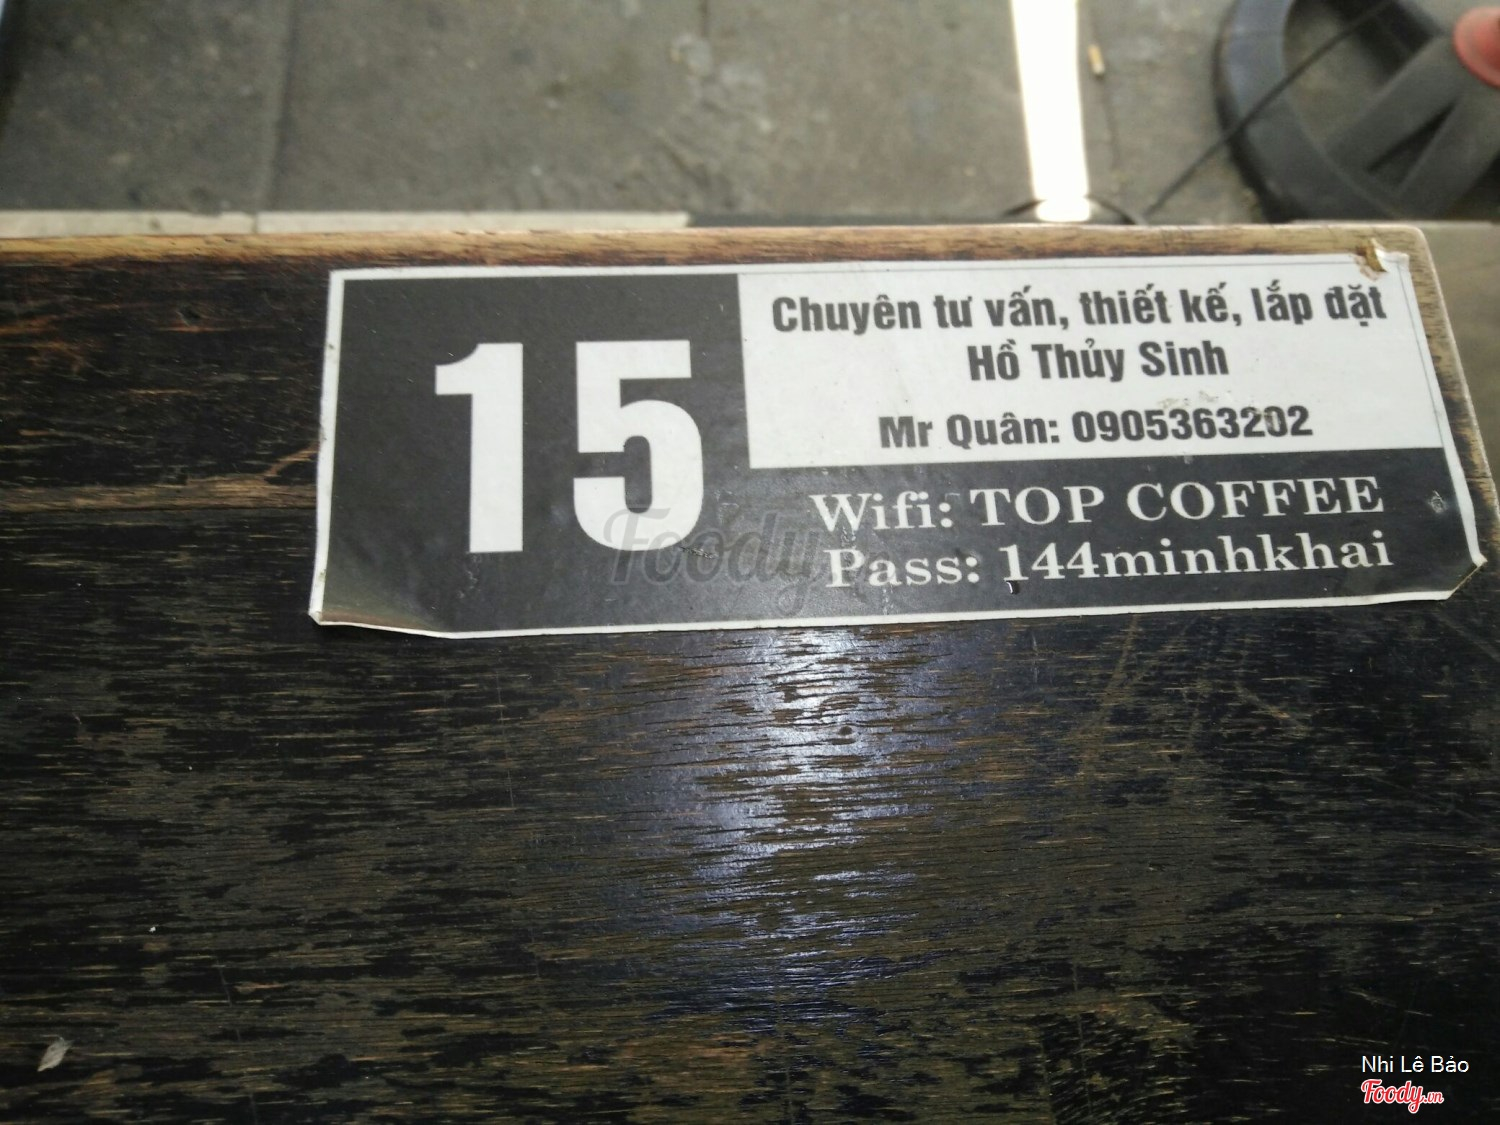 15
Chuyên tư vấn, thiết kế, lắp đặt
Hồ Thủy Sinh
Mr Quân: 0905363202
Wifi: TOP COFFEE
Pass: 144minhkhai
Foody
Nhi Lê Bảo
Foody.vn